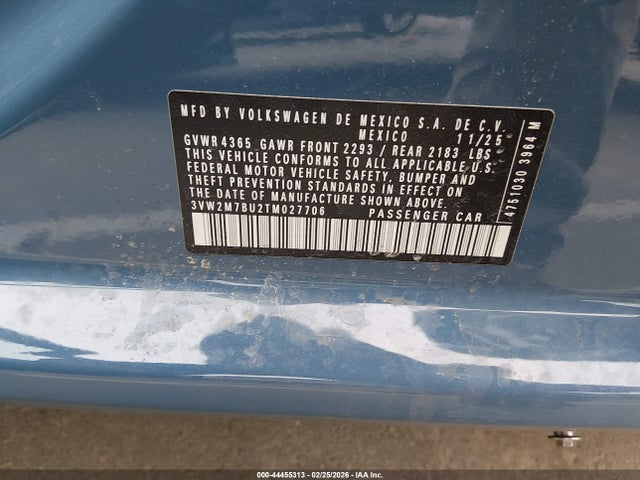 MFD BY VOLKSWAGEN DE MEXICO S.A. DE C.V.
MEXICO 11/25
GVWR 4365 GAWR FRONT 2293 / REAR 2183 LBS
THIS VEHICLE CONFORMS TO ALL APPLICABLE U.S.
FEDERAL MOTOR VEHICLE SAFETY, BUMPER AND
THEFT PREVENTION STANDARDS IN EFFECT ON
THE DATE OF MANUFACTURE SHOWN ABOVE.
3VW2M7BU2TM027706 PASSENGER CAR
4751030 3964 M
000-44455313 - 02/25/2026 - IAA Inc.